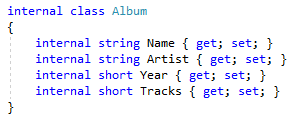 internal class Album
{
    internal string Name { get; set; }
    internal string Artist { get; set; }
    internal short Year { get; set; }
    internal short Tracks { get; set; }
}